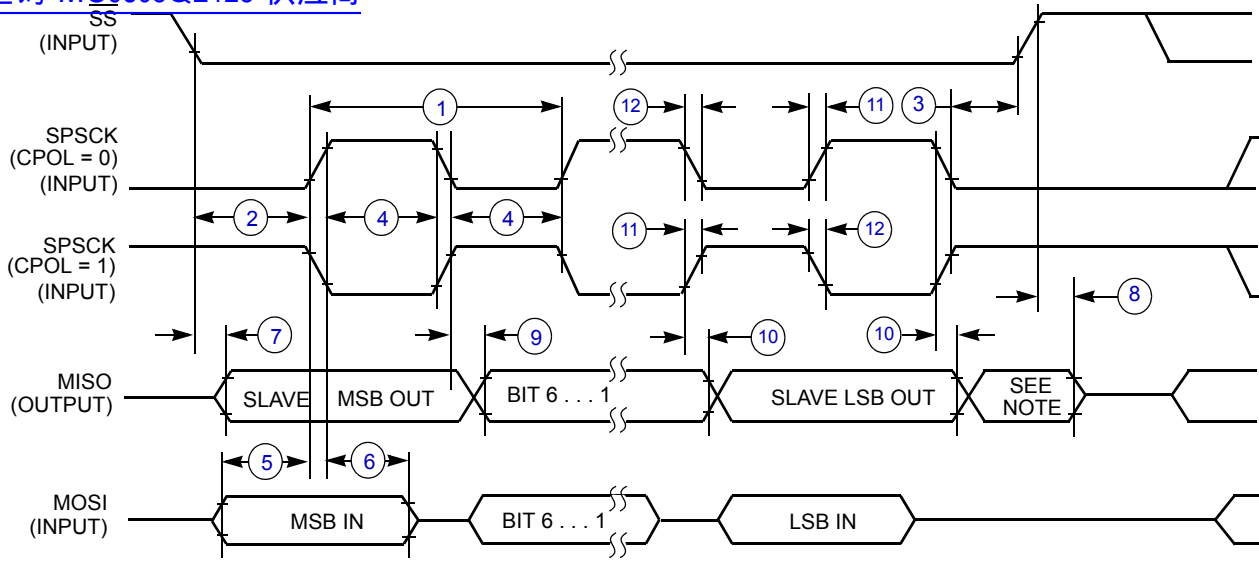 SS
(INPUT)
1
12
11
3
SPSCK
(CPOL = 0)
(INPUT)
2
4
4
11
12
SPSCK
(CPOL = 1)
(INPUT)
8
7
9
10
10
MISO
(OUTPUT)
SLAVE
MSB OUT
BIT 6 . . . 1
SLAVE LSB OUT
SEE
NOTE
5
6
MOSI
(INPUT)
MSB IN
BIT 6 . . . 1
LSB IN